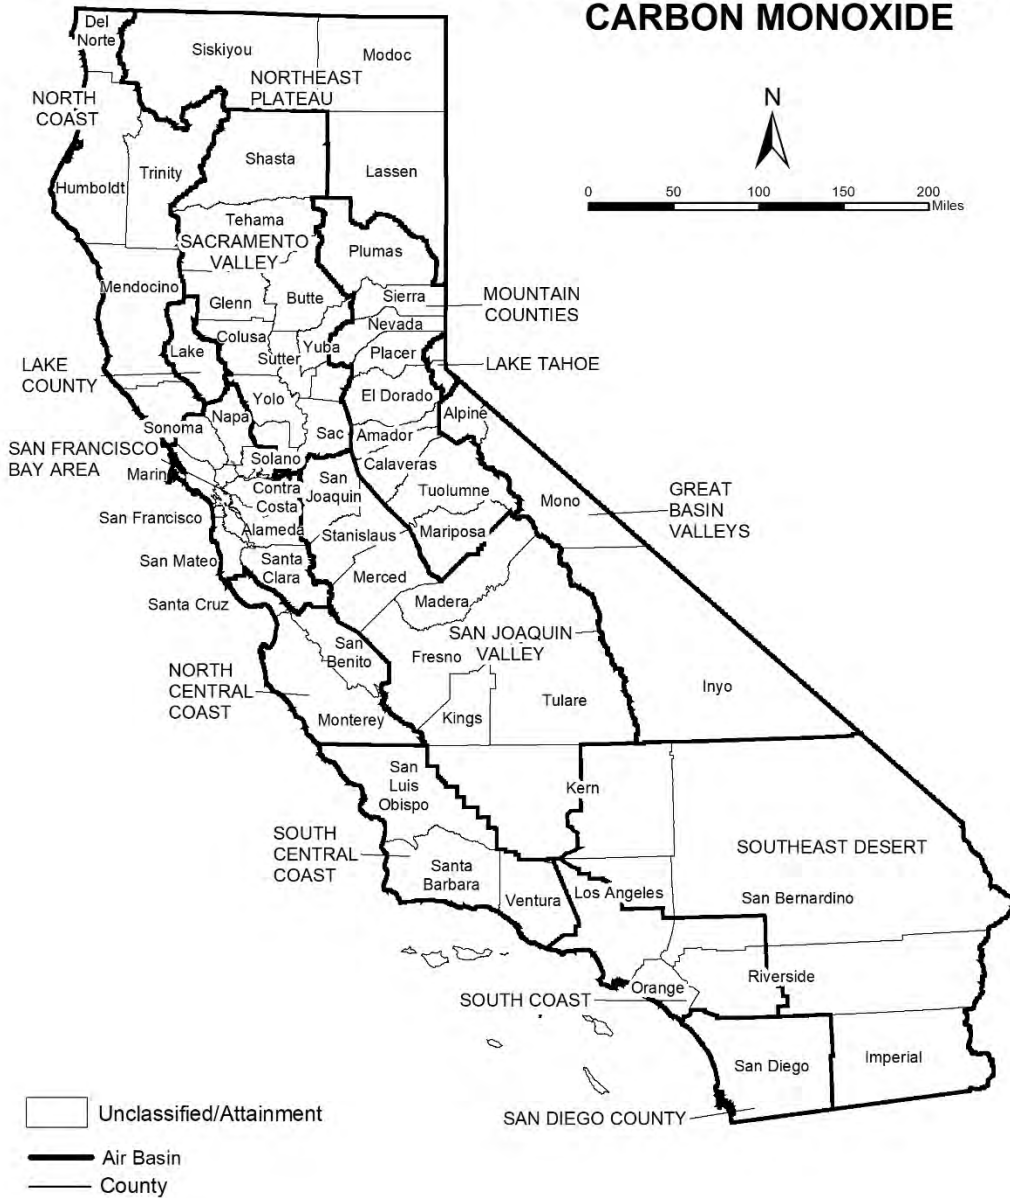 CARBON MONOXIDE
Del
Norte
Siskiyou
Modoc
NORTHEAST
PLATEAU
NORTH
COAST
N
0 50 100 150 200
Miles
Shasta
Lassen
Trinity
Humboldt
Tehama
SACRAMENTO
VALLEY
Plumas
Mendocino
Glenn
Butte
Sierra
MOUNTAIN
COUNTIES
Nevada
Colusa
Sutter
Yuba
Placer
Lake
LAKE
COUNTY
LAKE TAHOE
El Dorado
Yolo
Napa
Alpine
Sonoma
Sac
Amador
SAN FRANCISCO
BAY AREA
Solano
Calaveras
Marin
San
Joaquin
Contra
Costa
Tuolumne
Mono
GREAT
BASIN
VALLEYS
San Francisco
Alameda
Stanislaus
Mariposa
San Mateo
Santa
Clara
Merced
Santa Cruz
Madera
SAN JOAQUIN
VALLEY
San
Benito
Fresno
NORTH
CENTRAL
COAST
Inyo
Tulare
Monterey
Kings
San
Luis
Obispo
Kern
SOUTH
CENTRAL
COAST
SOUTHEAST DESERT
Santa
Barbara
Ventura
Los Angeles
San Bernardino
Riverside
Orange
SOUTH COAST
San Diego
Imperial
SAN DIEGO COUNTY
Unclassified/Attainment
Air Basin
County